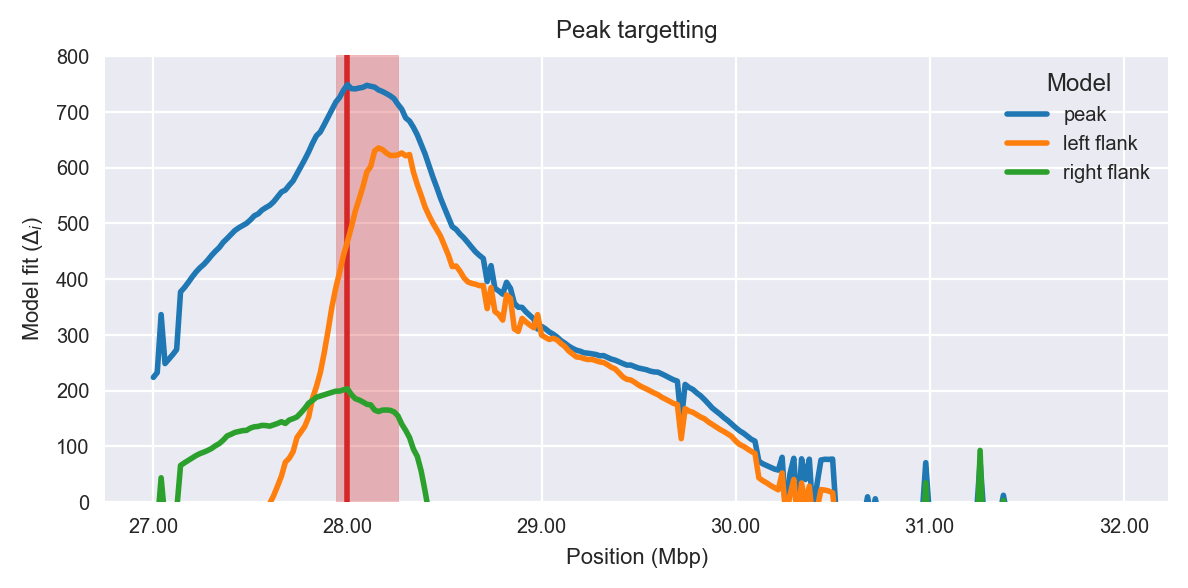 Peak targetting
Model fit (Δi)
800
700
600
500
400
300
200
100
0
Model
peak
left flank
right flank
27.00 28.00 29.00 30.00 31.00 32.00
Position (Mbp)